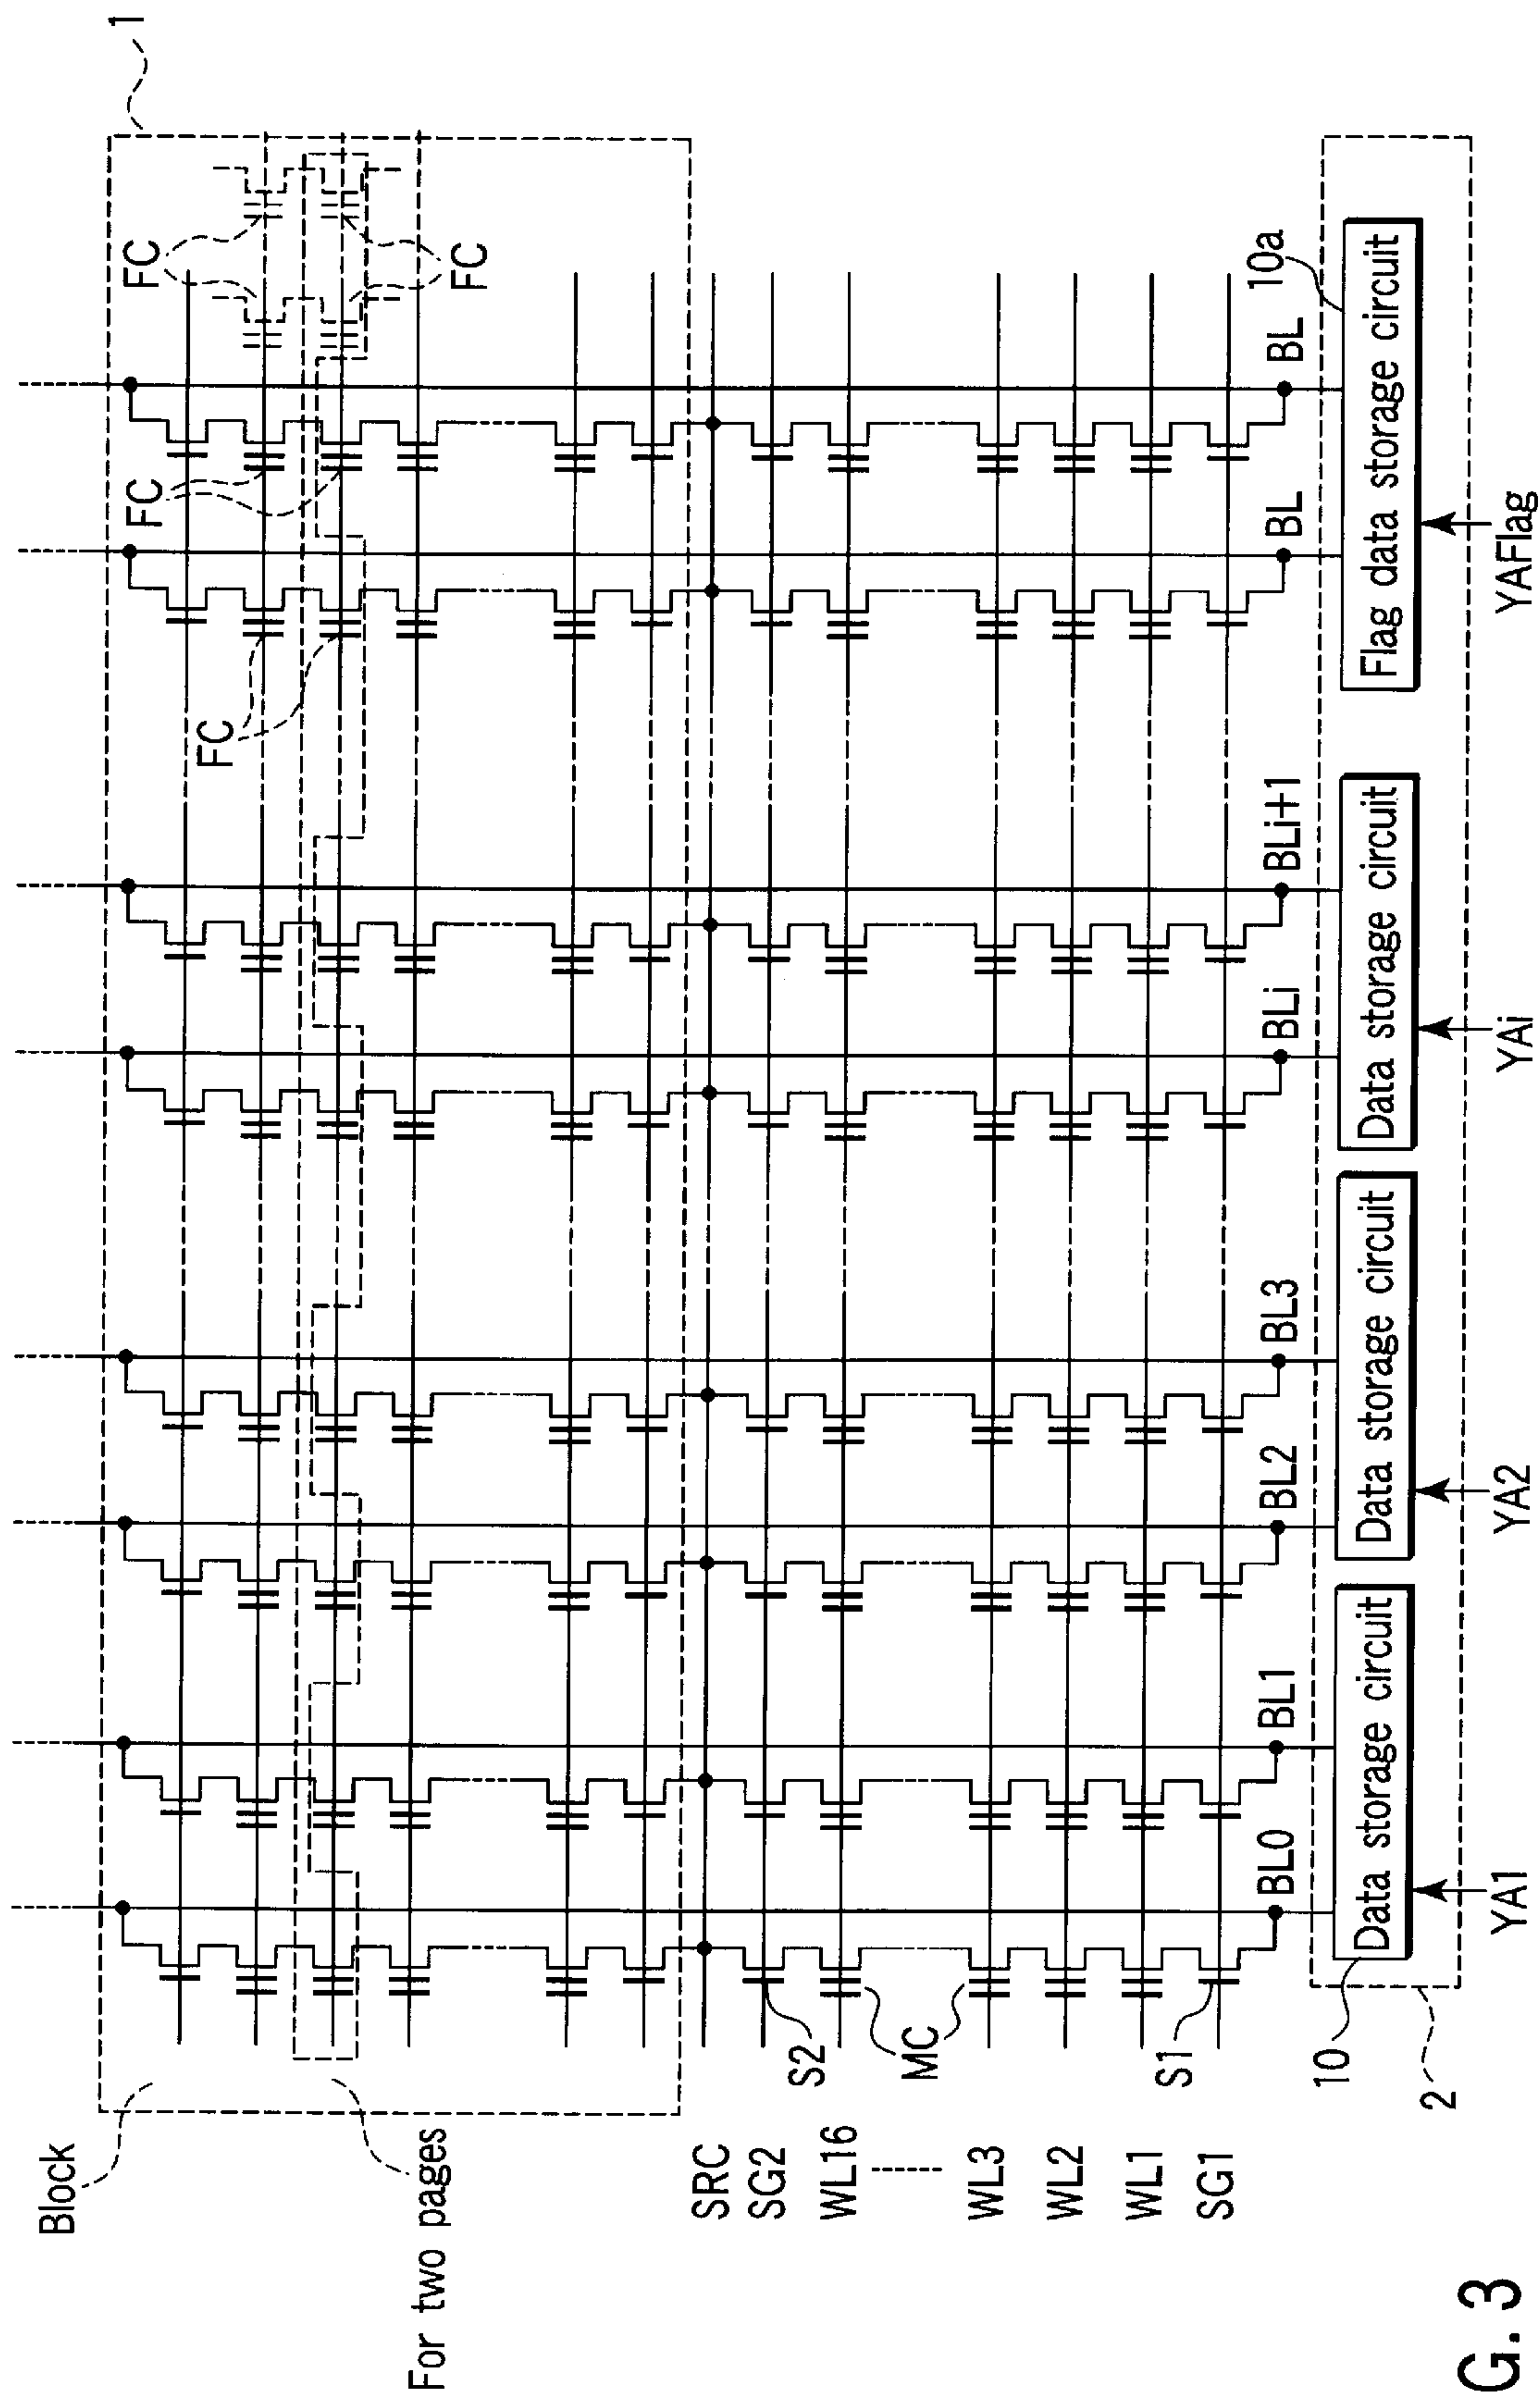 1
Block
For two pages
FC
FC
FC
FC
SRC
SG2
WL16
WL3
WL2
WL1
SG1
S2
MC
S1
BL0
BL1
BL2
BL3
BLi
BLi+1
BL
BL
10
10a
2
Data storage circuit
Data storage circuit
Data storage circuit
Flag data storage circuit
YA1
YA2
YAi
YAFlag
G. 3